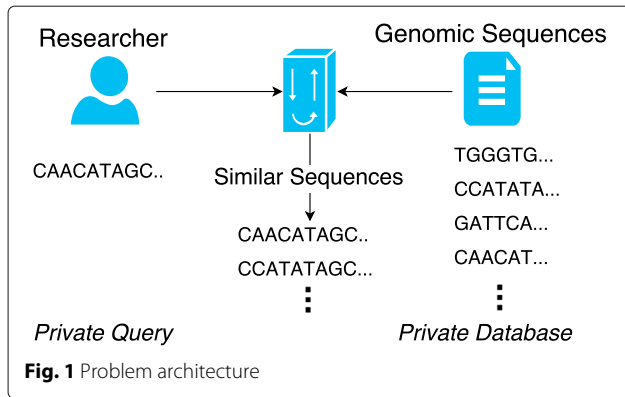 Researcher
Genomic Sequences
CAACATAGC..
Similar Sequences
CAACATAGC..
CCATATAGC...
TGGGTG...
CCATATA...
GATTCA...
CAACAT...
Private Query
Private Database
Fig. 1 Problem architecture